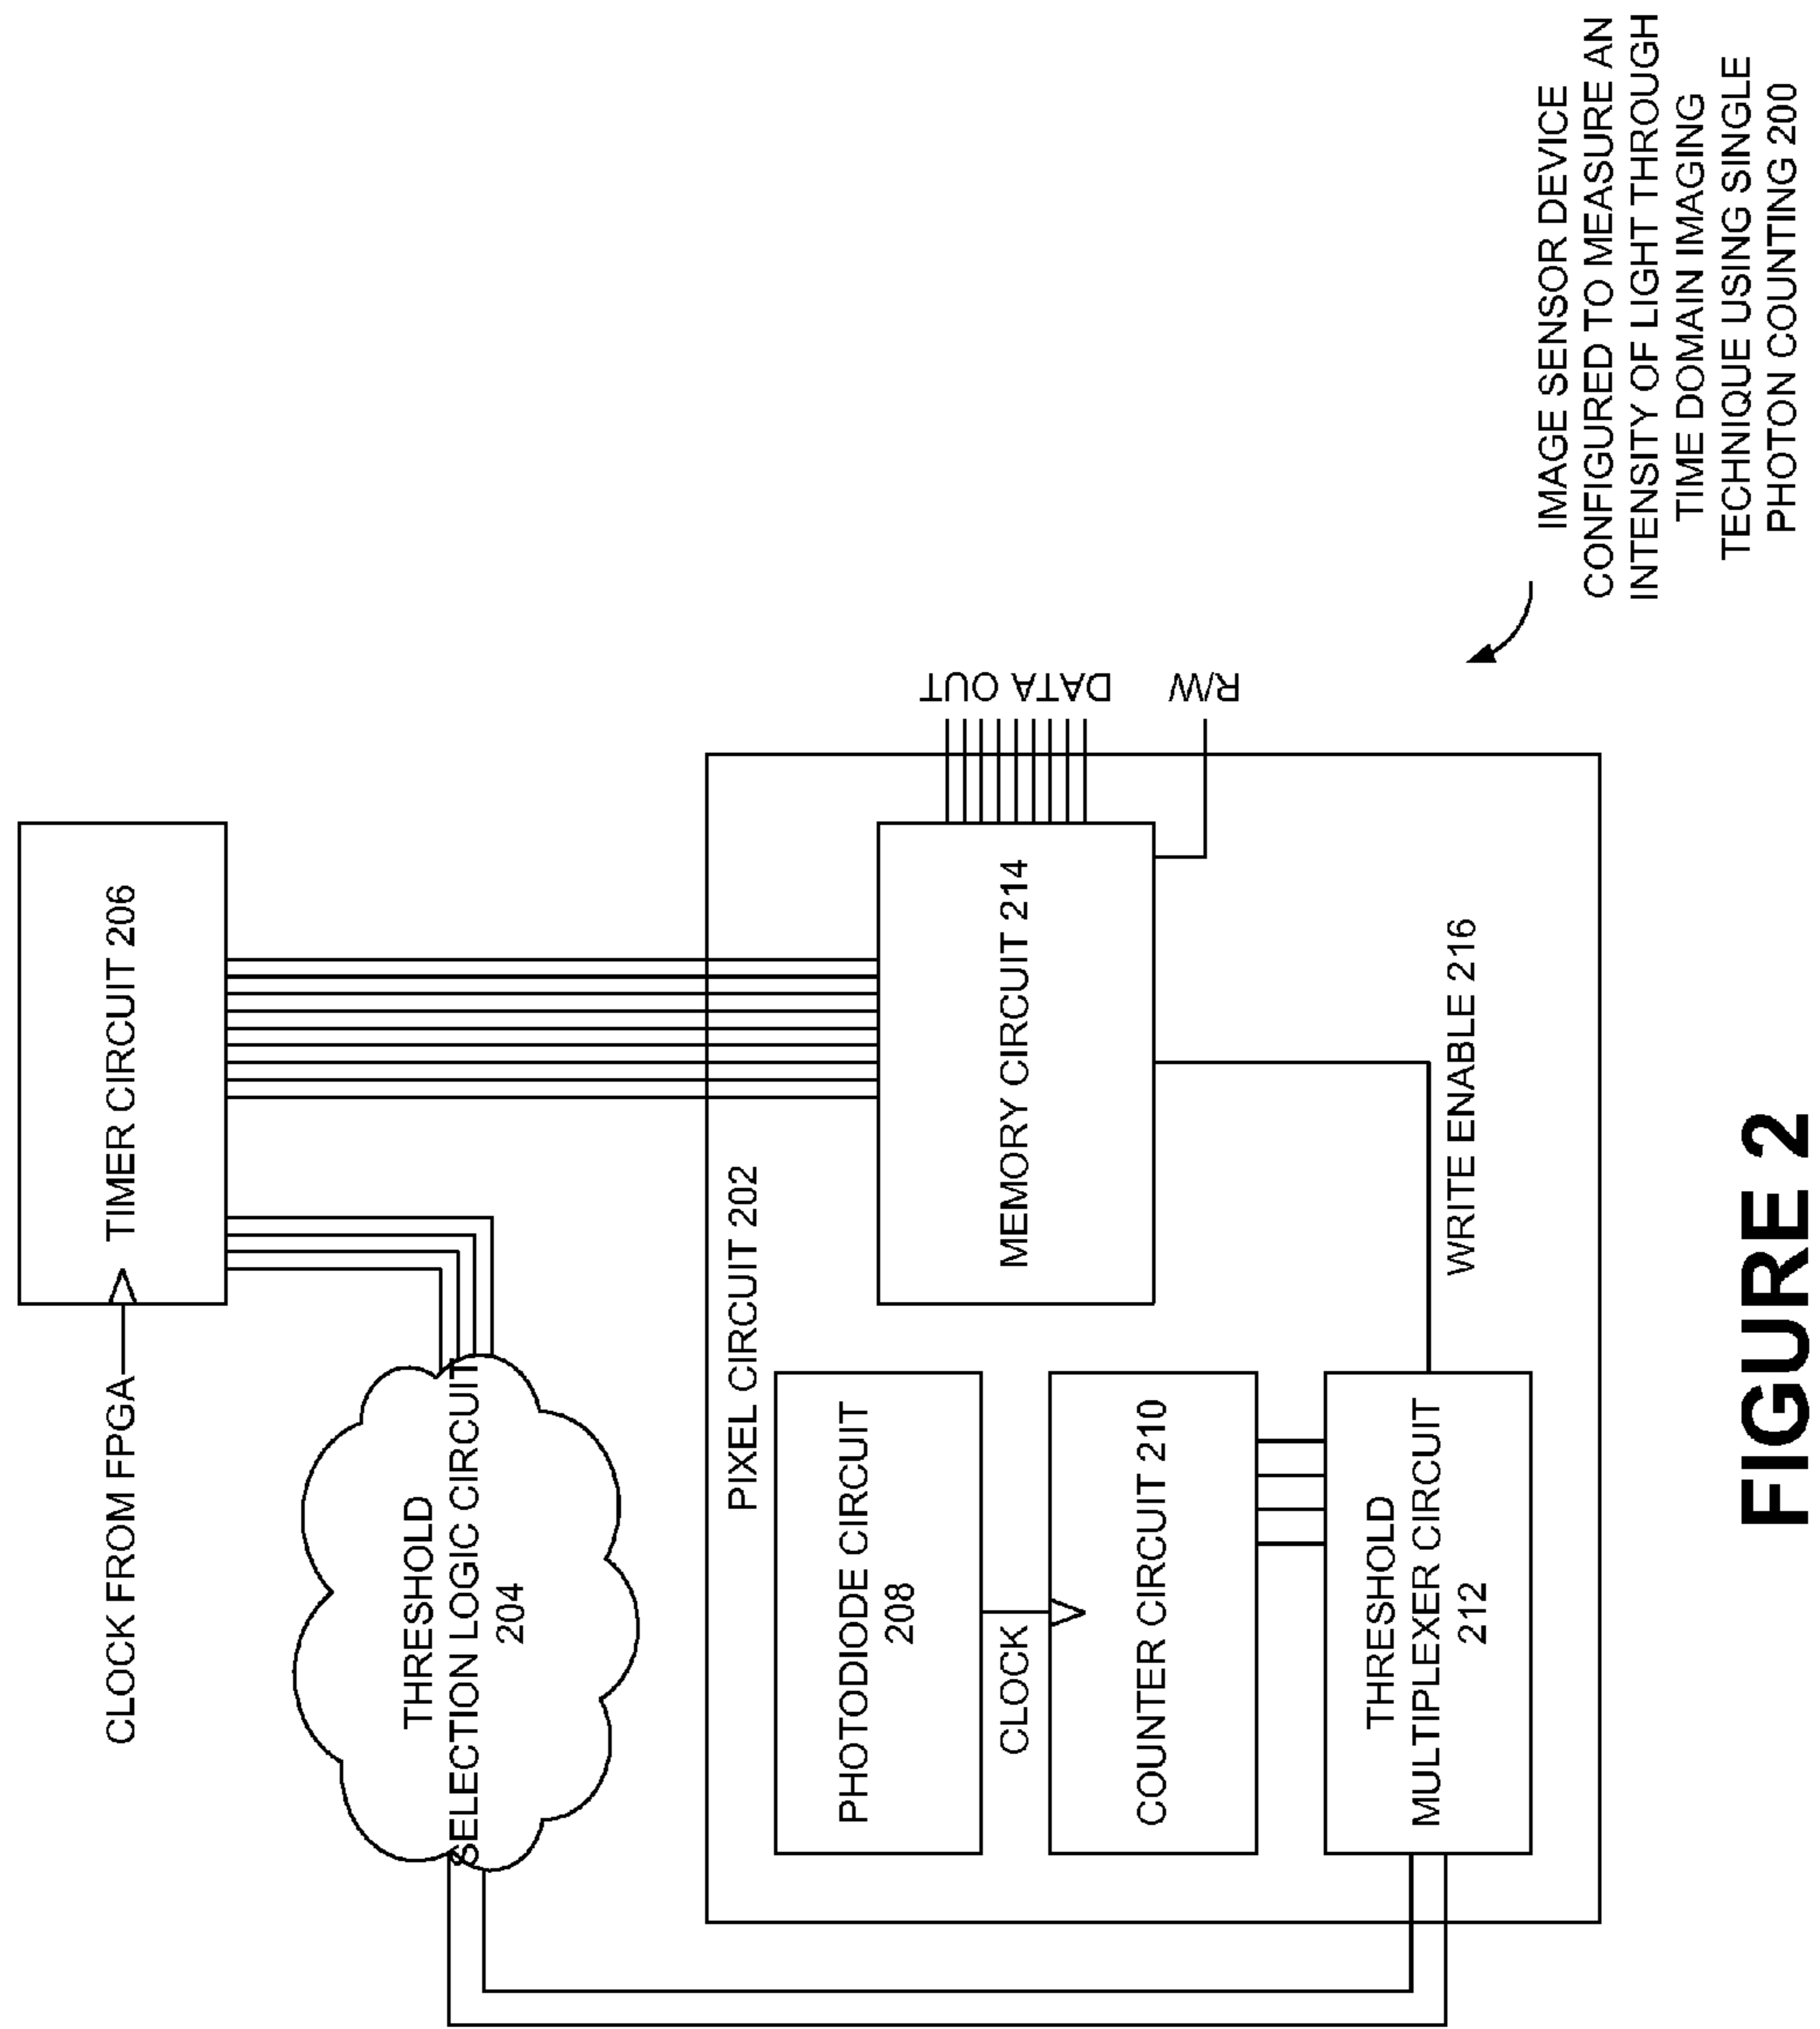 CLOCK FROM FPGA
TIMER CIRCUIT 206
THRESHOLD
SELECTION LOGIC CIRCUIT
204
PIXEL CIRCUIT 202
PHOTODIODE CIRCUIT
208
CLOCK
COUNTER CIRCUIT 210
THRESHOLD
MULTIPLEXER CIRCUIT
212
MEMORY CIRCUIT 214
WRITE ENABLE 216
DATA OUT
R/W
IMAGE SENSOR DEVICE
CONFIGURED TO MEASURE AN
INTENSITY OF LIGHT THROUGH
TIME DOMAIN IMAGING
TECHNIQUE USING SINGLE
PHOTON COUNTING 200
FIGURE 2